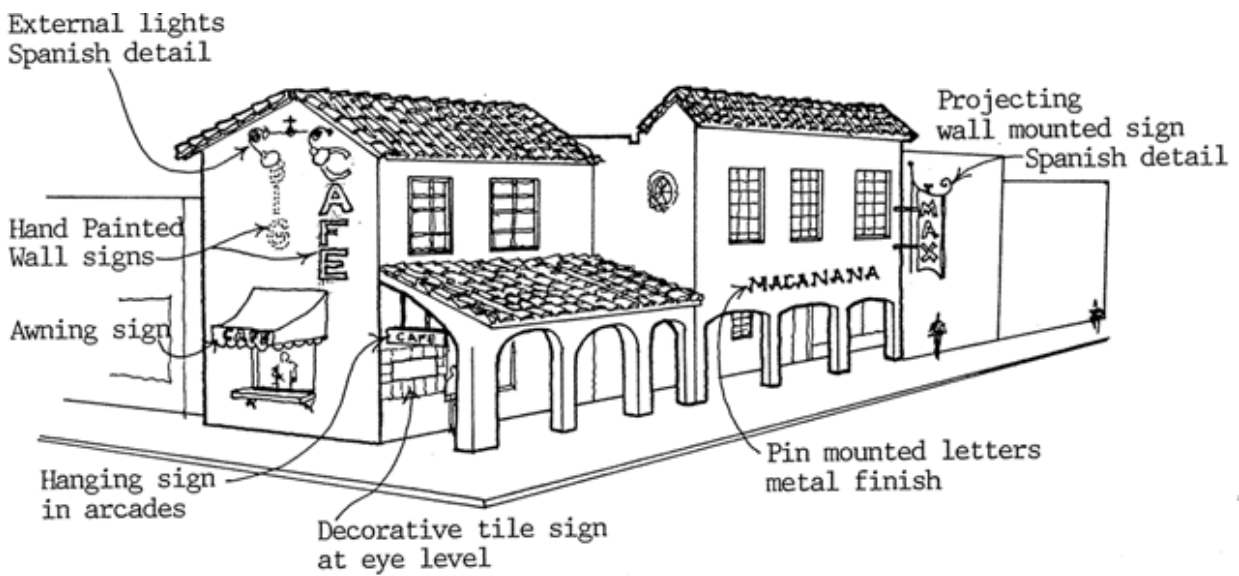 External lights
Spanish detail
Projecting
wall mounted sign
Spanish detail
CAFE
MAX
Hand Painted
Wall signs
MACANANA
Awning sign
CAFE
CAFE
Hanging sign
in arcades
Decorative tile sign
at eye level
Pin mounted letters
metal finish